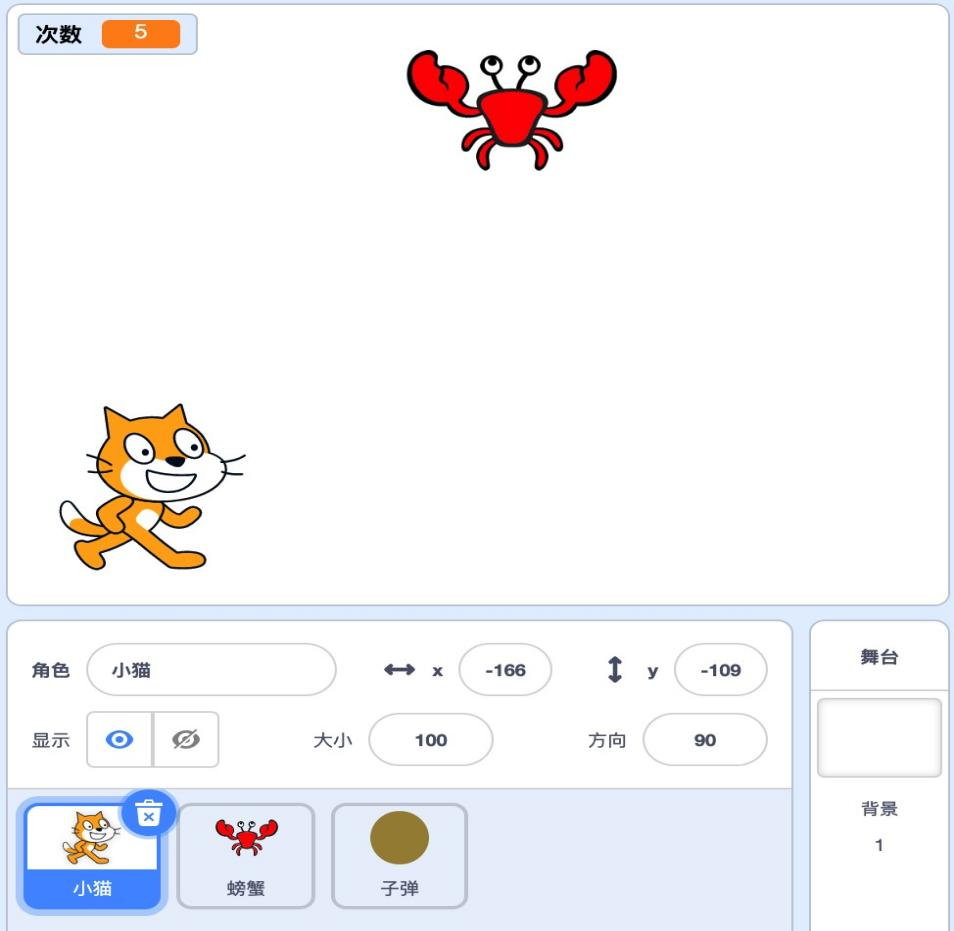 次数 5
角色 小猫 x -166 y -109
显示 大小 100 方向 90
小猫 螃蟹 子弹
舞台
背景
1